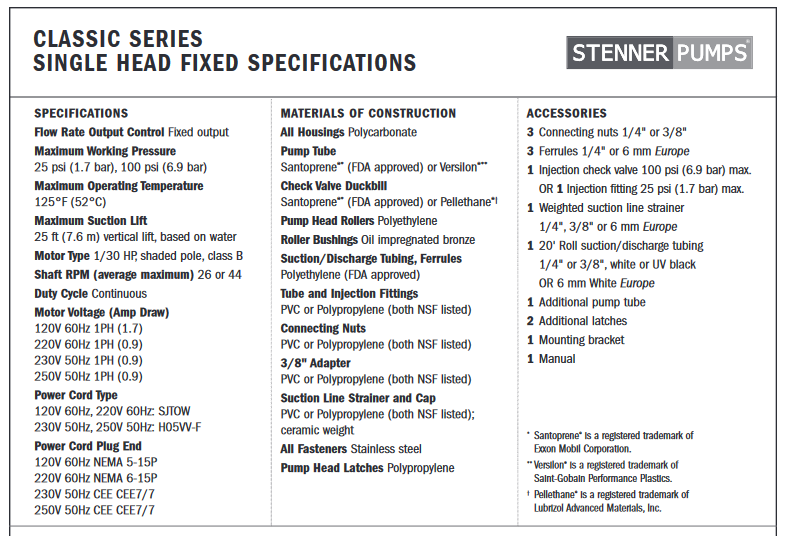 CLASSIC SERIES
SINGLE HEAD FIXED SPECIFICATIONS
STENNER PUMPS®
SPECIFICATIONS
Flow Rate Output Control Fixed output
Maximum Working Pressure
25 psi (1.7 bar), 100 psi (6.9 bar)
Maximum Operating Temperature
125°F (52°C)
Maximum Suction Lift
25 ft (7.6 m) vertical lift, based on water
Motor Type 1/30 HP, shaded pole, class B
Shaft RPM (average maximum) 26 or 44
Duty Cycle Continuous
Motor Voltage (Amp Draw)
120V 60Hz 1PH (1.7)
220V 60Hz 1PH (0.9)
230V 50Hz 1PH (0.9)
250V 50Hz 1PH (0.9)
Power Cord Type
120V 60Hz, 220V 60Hz: SJTOW
230V 50Hz, 250V 50Hz: H05VV-F
Power Cord Plug End
120V 60Hz NEMA 5-15P
220V 60Hz NEMA 6-15P
230V 50Hz CEE CEE7/7
250V 50Hz CEE CEE7/7
MATERIALS OF CONSTRUCTION
All Housings Polycarbonate
Pump Tube
Santoprene®* (FDA approved) or Versilon®**
Check Valve Duckbill
Santoprene®* (FDA approved) or Pellethane®†
Pump Head Rollers Polyethylene
Roller Bushings Oil impregnated bronze
Suction/Discharge Tubing, Ferrules
Polyethylene (FDA approved)
Tube and Injection Fittings
PVC or Polypropylene (both NSF listed)
Connecting Nuts
PVC or Polypropylene (both NSF listed)
3/8" Adapter
PVC or Polypropylene (both NSF listed)
Suction Line Strainer and Cap
PVC or Polypropylene (both NSF listed);
ceramic weight
All Fasteners Stainless steel
Pump Head Latches Polypropylene
ACCESSORIES
3 Connecting nuts 1/4" or 3/8"
3 Ferrules 1/4" or 6 mm Europe
1 Injection check valve 100 psi (6.9 bar) max.
OR 1 Injection fitting 25 psi (1.7 bar) max.
1 Weighted suction line strainer
1/4", 3/8" or 6 mm Europe
1 20' Roll suction/discharge tubing
1/4" or 3/8", white or UV black
OR 6 mm White Europe
1 Additional pump tube
2 Additional latches
1 Mounting bracket
1 Manual
* Santoprene® is a registered trademark of
Exxon Mobil Corporation.
** Versilon® is a registered trademark of
Saint-Gobain Performance Plastics.
† Pellethane® is a registered trademark of
Lubrizol Advanced Materials, Inc.